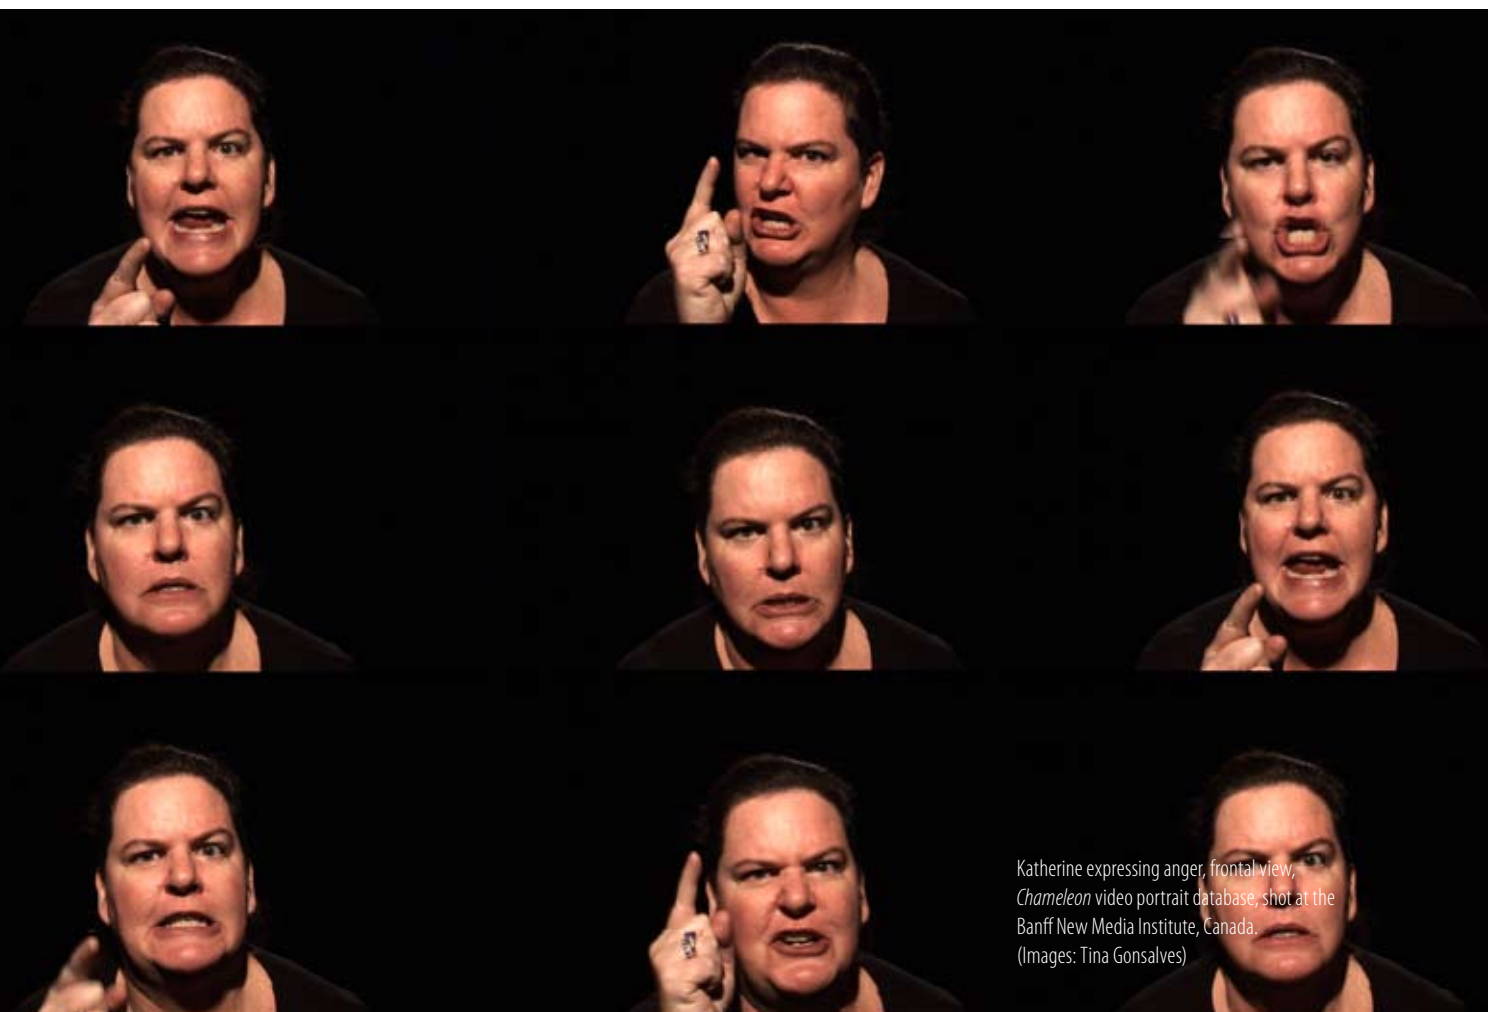 Katherine expressing anger, frontal view,
Chameleon video portrait database, shot at the
Banff New Media Institute, Canada.
(Images: Tina Gonsalves)